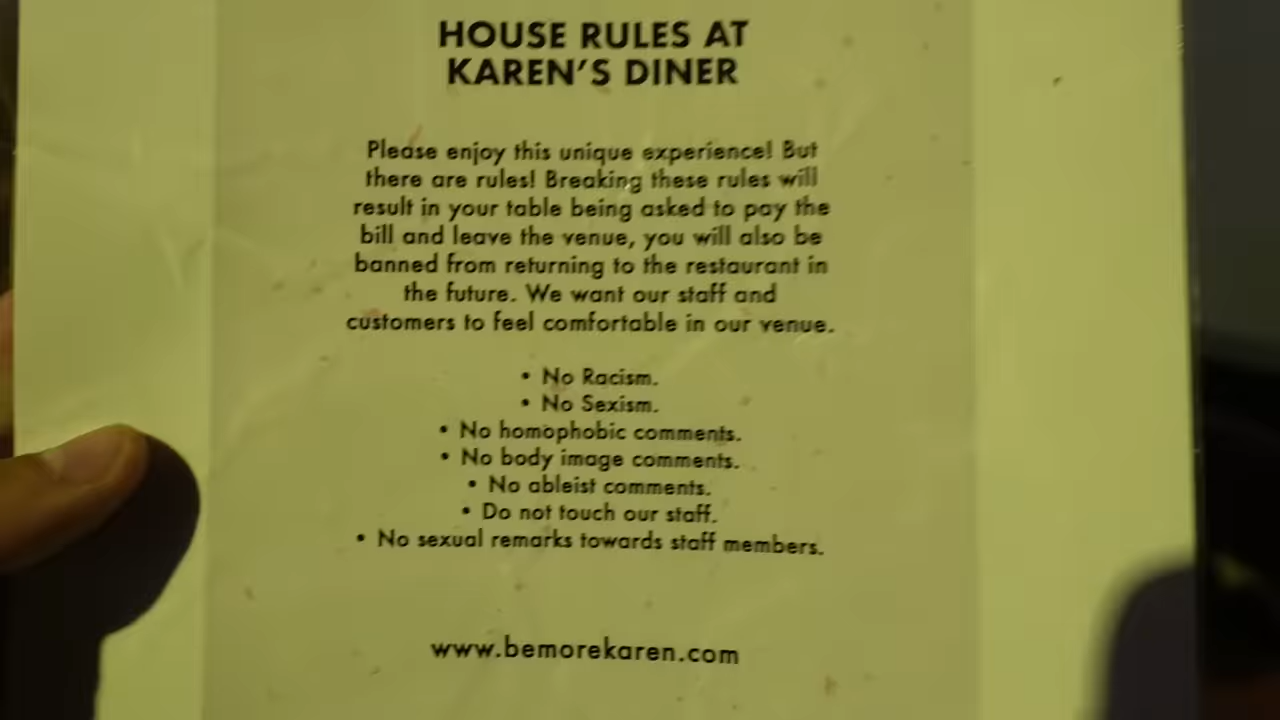 HOUSE RULES AT
KAREN'S DINER
Please enjoy this unique experience! But
there are rules! Breaking these rules will
result in your table being asked to pay the
bill and leave the venue, you will also be
banned from returning to the restaurant in
the future. We want our staff and
customers to feel comfortable in our venue.
• No Racism.
• No Sexism.
• No homophobic comments.
• No body image comments.
• No ableist comments.
• Do not touch our staff.
• No sexual remarks towards staff members.
www.bemorekaren.com